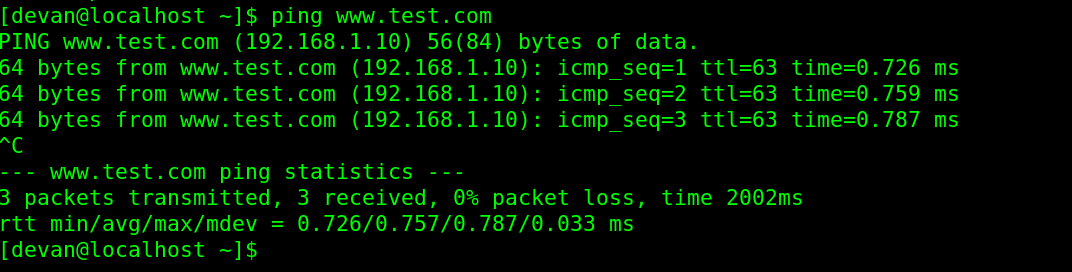 [devan@localhost ~]$ ping www.test.com
PING www.test.com (192.168.1.10) 56(84) bytes of data.
64 bytes from www.test.com (192.168.1.10): icmp_seq=1 ttl=63 time=0.726 ms
64 bytes from www.test.com (192.168.1.10): icmp_seq=2 ttl=63 time=0.759 ms
64 bytes from www.test.com (192.168.1.10): icmp_seq=3 ttl=63 time=0.787 ms
^C
--- www.test.com ping statistics ---
3 packets transmitted, 3 received, 0% packet loss, time 2002ms
rtt min/avg/max/mdev = 0.726/0.757/0.787/0.033 ms
[devan@localhost ~]$